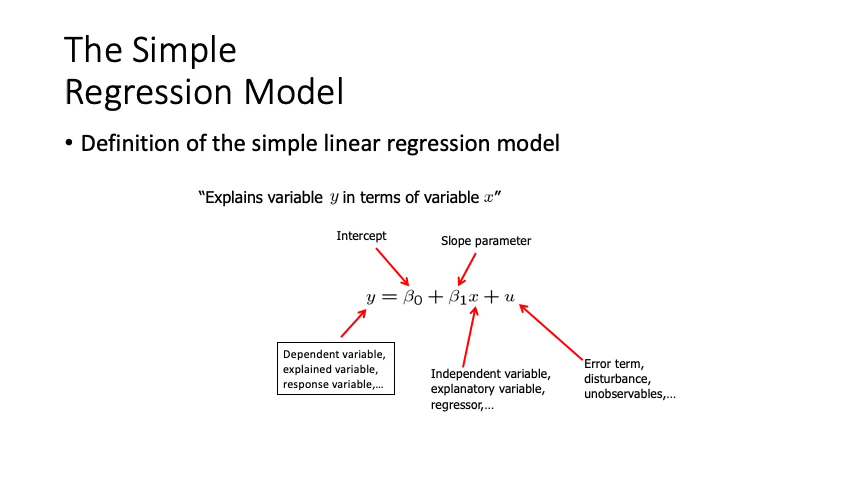 The Simple
Regression Model
• Definition of the simple linear regression model
“Explains variable y in terms of variable x”
Intercept
Slope parameter
y = β₀ + β₁x + u
Dependent variable,
explained variable,
response variable,...
Independent variable,
explanatory variable,
regressor,...
Error term,
disturbance,
unobservables,...